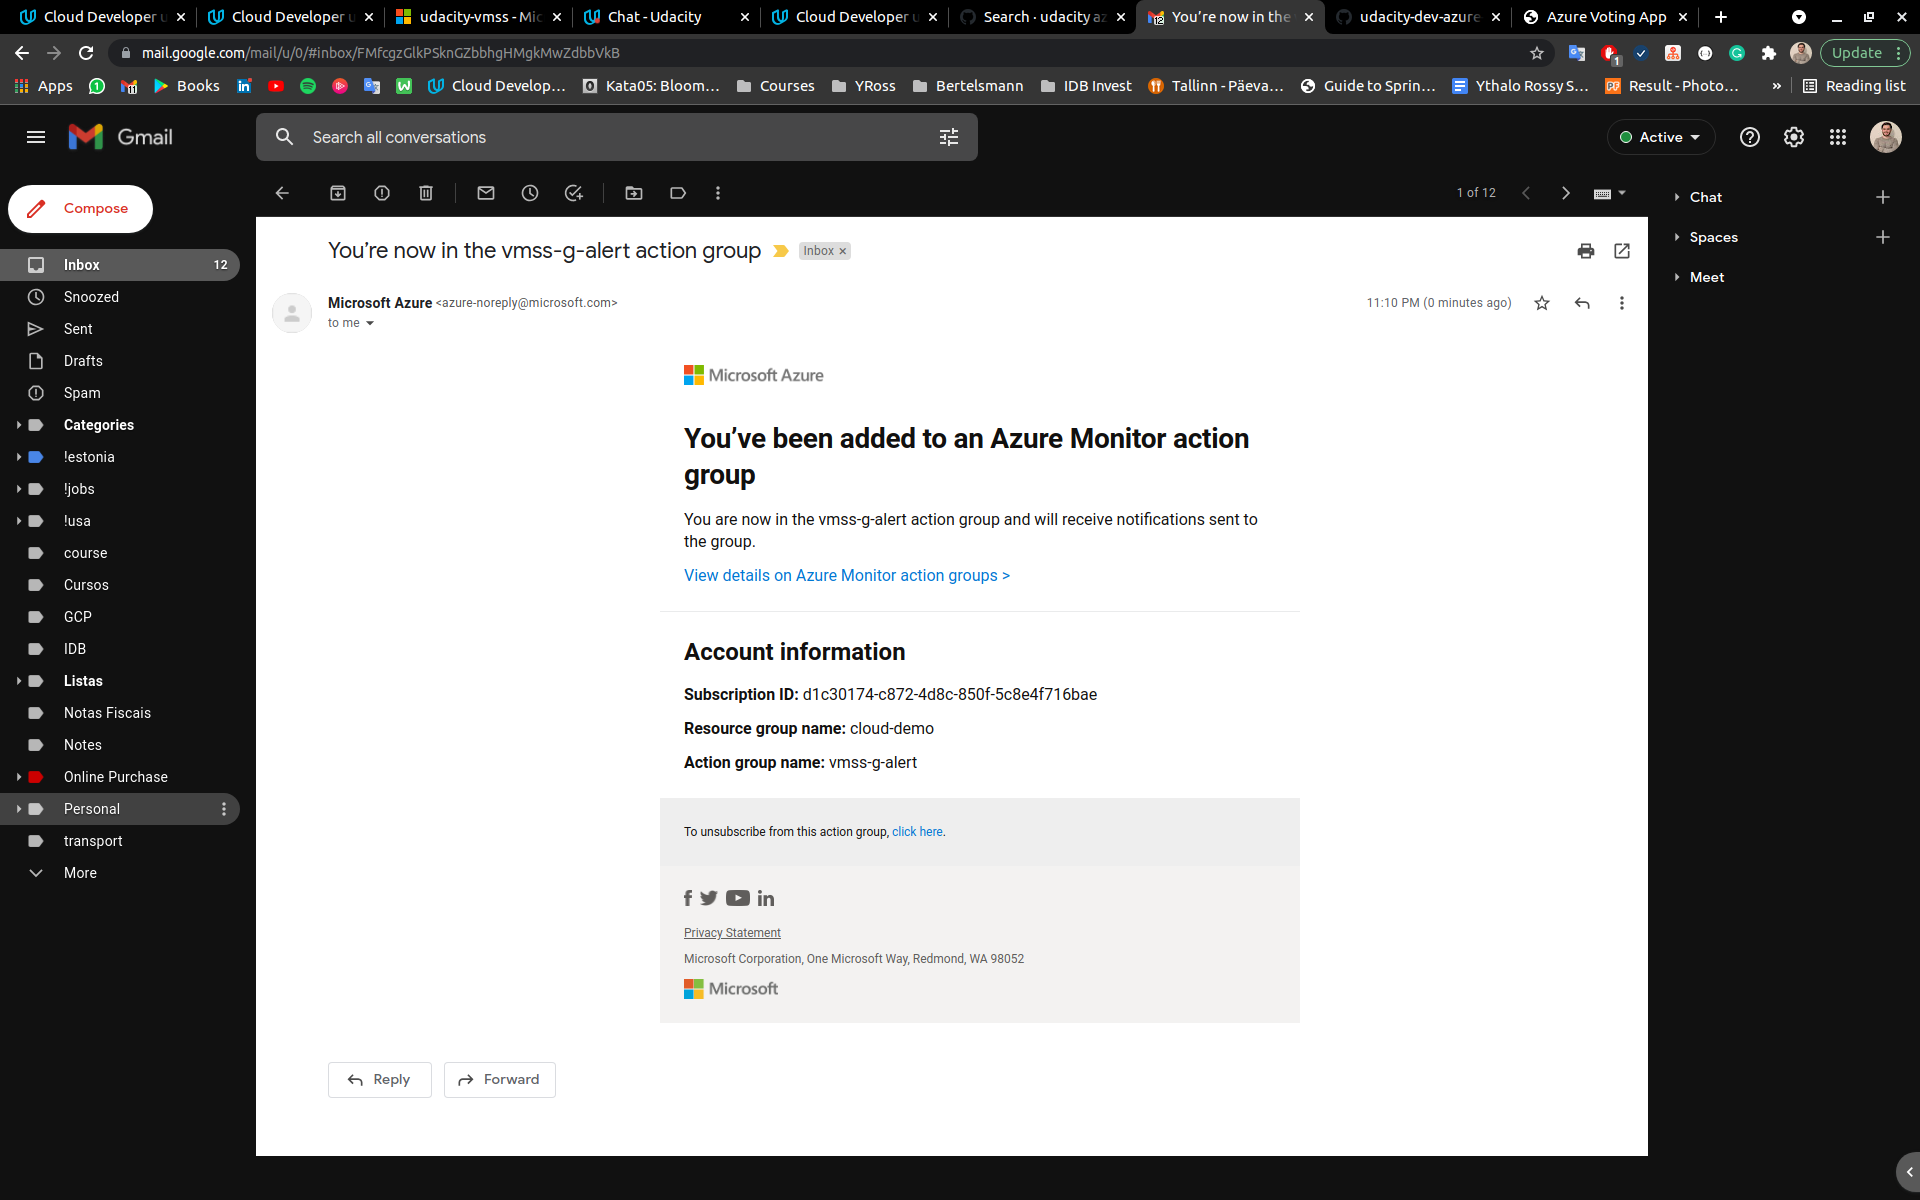 Cloud Developer u
Cloud Developer u
udacity-vmss - Mic
Chat - Udacity
Cloud Developer u
Search · udacity az
You're now in the
udacity-dev-azure
Azure Voting App
mail.google.com/mail/u/0/#inbox/FMfcgzGlkPSknGZbbhgHMgkMwZdbbVkB
1
Update
Apps
Books
Cloud Develop…
Kata05: Bloom…
Courses
YRoss
Bertelsmann
IDB Invest
Tallinn - Päeva…
Guide to Sprin…
Ythalo Rossy S…
Result - Photo…
»
Reading list
Gmail
Search all conversations
Active
Compose
1 of 12
Inbox 12
Snoozed
Sent
Drafts
Spam
Categories
!estonia
!jobs
!usa
course
Cursos
GCP
IDB
Listas
Notas Fiscais
Notes
Online Purchase
Personal
transport
More
You’re now in the vmss-g-alert action group
Inbox ×
Microsoft Azure <azure-noreply@microsoft.com>
11:10 PM (0 minutes ago)
to me
Microsoft Azure
You’ve been added to an Azure Monitor action
group
You are now in the vmss-g-alert action group and will receive notifications sent to
the group.
View details on Azure Monitor action groups >
Account information
Subscription ID: d1c30174-c872-4d8c-850f-5c8e4f716bae
Resource group name: cloud-demo
Action group name: vmss-g-alert
To unsubscribe from this action group, click here.
Privacy Statement
Microsoft Corporation, One Microsoft Way, Redmond, WA 98052
Microsoft
Reply
Forward
Chat
Spaces
Meet